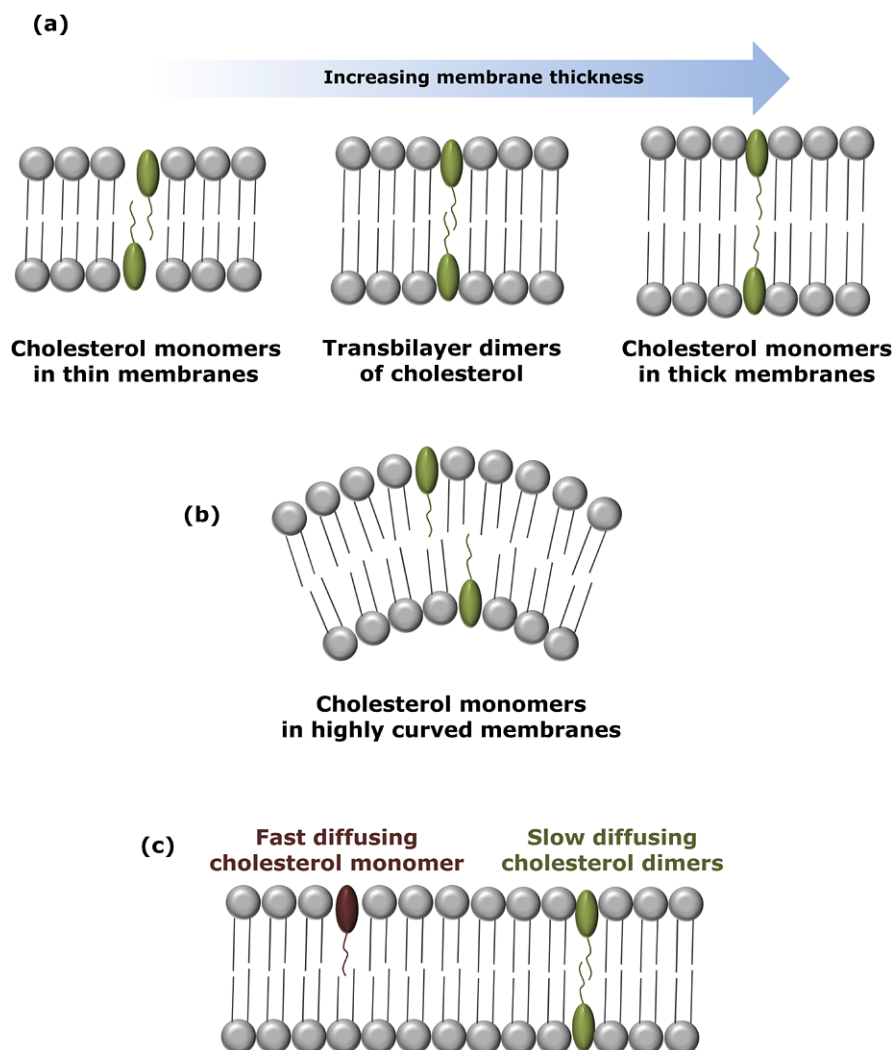 (a)
Increasing membrane thickness
Cholesterol monomers
in thin membranes
Transbilayer dimers
of cholesterol
Cholesterol monomers
in thick membranes
(b)
Cholesterol monomers
in highly curved membranes
(c)
Fast diffusing
cholesterol monomer
Slow diffusing
cholesterol dimers